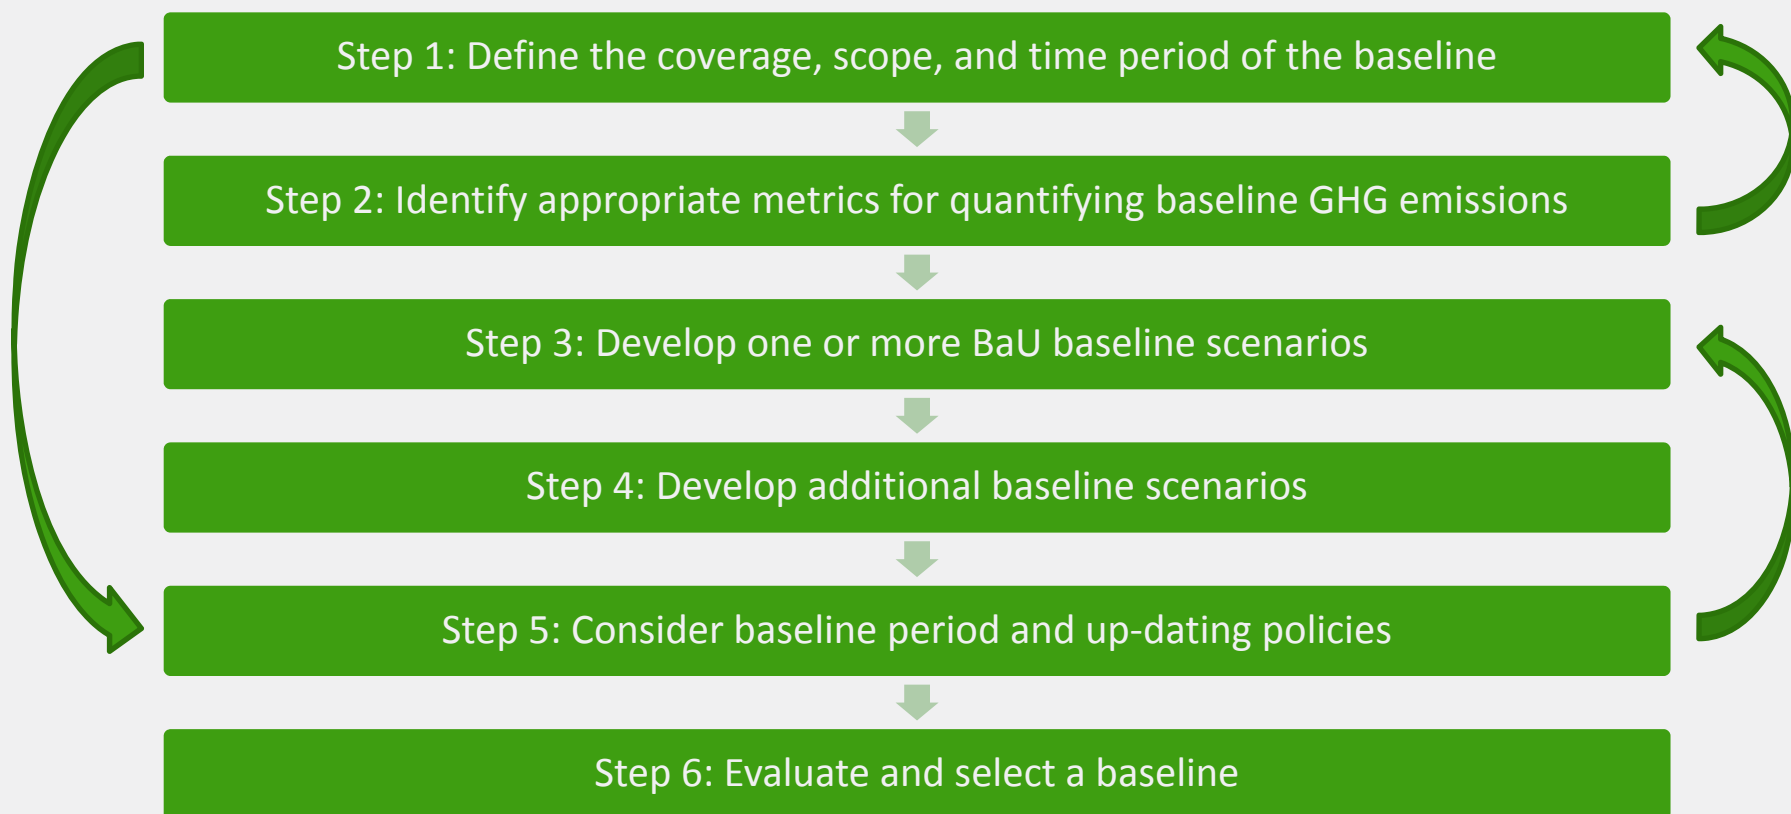 Step 1: Define the coverage, scope, and time period of the baseline
Step 2: Identify appropriate metrics for quantifying baseline GHG emissions
Step 3: Develop one or more BaU baseline scenarios
Step 4: Develop additional baseline scenarios
Step 5: Consider baseline period and up-dating policies
Step 6: Evaluate and select a baseline